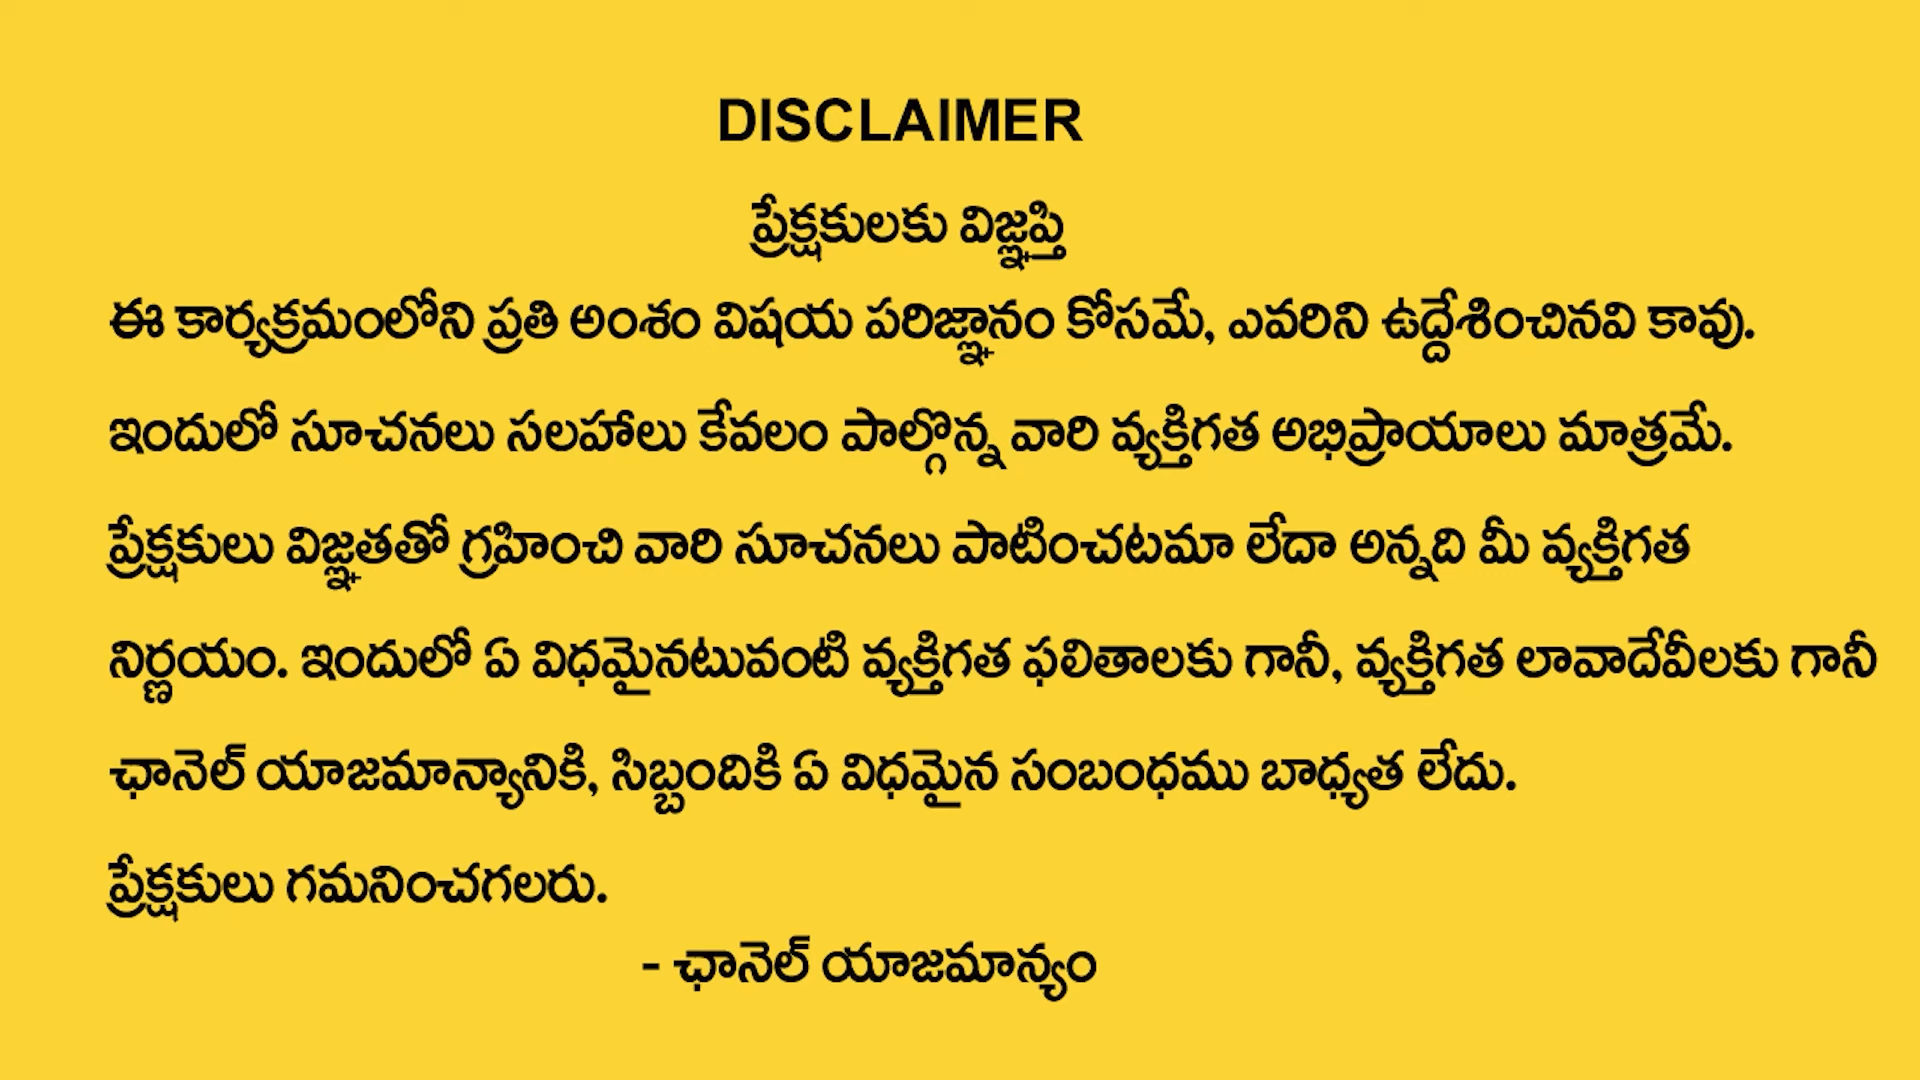 DISCLAIMER
ప్రేక్షకులకు విజ్ఞప్తి
ఈ కార్యక్రమంలోని ప్రతి అంశం విషయ పరిజ్ఞానం కోసమే, ఎవరిని ఉద్దేశించినవి కావు.
ఇందులో సూచనలు సలహాలు కేవలం పాల్గొన్న వారి వ్యక్తిగత అభిప్రాయాలు మాత్రమే.
ప్రేక్షకులు విజ్ఞతతో గ్రహించి వారి సూచనలు పాటించటమా లేదా అన్నది మీ వ్యక్తిగత
నిర్ణయం. ఇందులో ఏ విధమైనటువంటి వ్యక్తిగత ఫలితాలకు గానీ, వ్యక్తిగత లావాదేవీలకు గానీ
ఛానెల్ యాజమాన్యానికి, సిబ్బందికి ఏ విధమైన సంబంధము బాధ్యత లేదు.
ప్రేక్షకులు గమనించగలరు.
- ఛానెల్ యాజమాన్యం